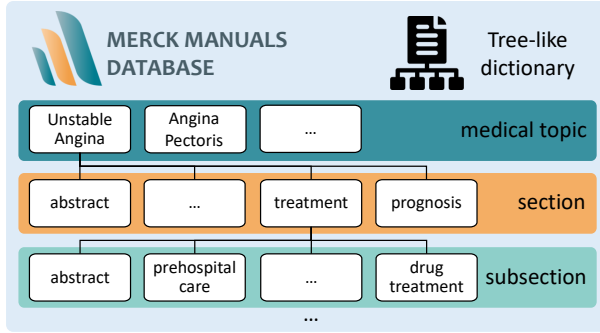 MERCK MANUALS
DATABASE
Tree-like
dictionary
Unstable
Angina
Angina
Pectoris
...
medical topic
abstract
...
treatment
prognosis
section
abstract
prehospital
care
...
drug
treatment
subsection
...